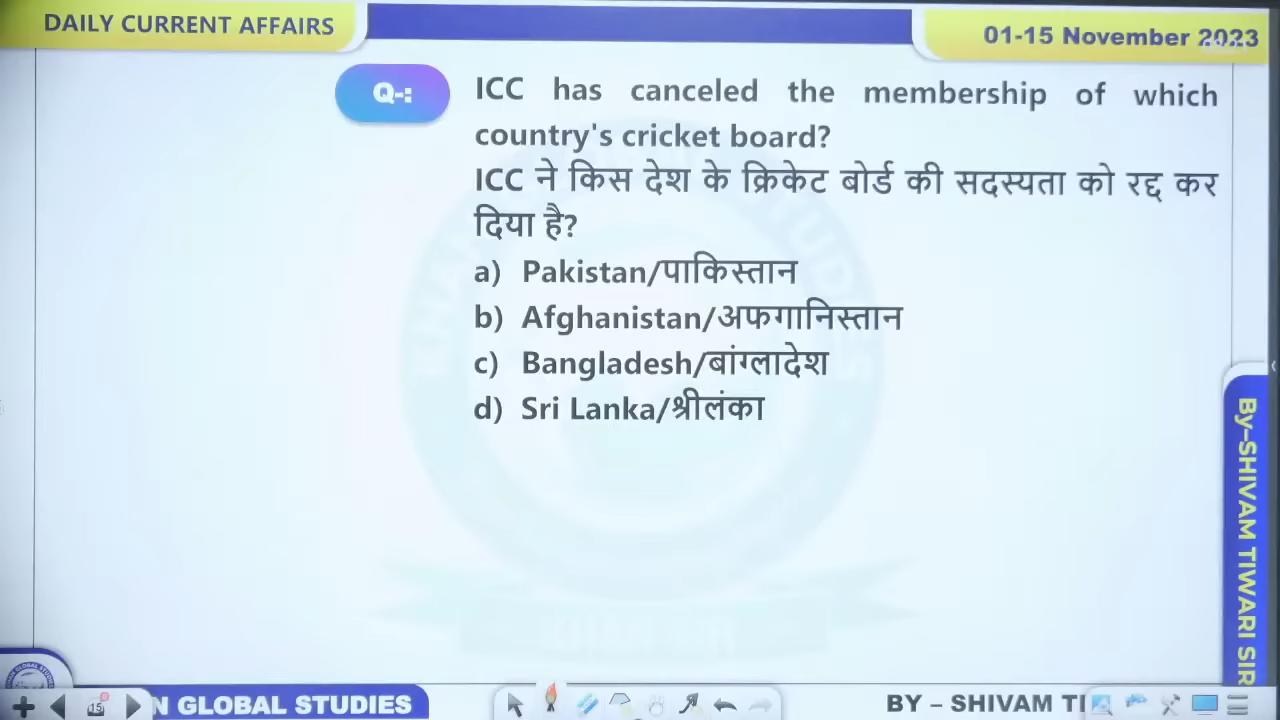 DAILY CURRENT AFFAIRS
01-15 November 2023
Q-:
ICC has canceled the membership of which
country's cricket board?
ICC ने किस देश के क्रिकेट बोर्ड की सदस्यता को रद्द कर
दिया है?
a) Pakistan/पाकिस्तान
b) Afghanistan/अफगानिस्तान
c) Bangladesh/बांग्लादेश
d) Sri Lanka/श्रीलंका
By-SHIVAM TIWARI SIR
15
N GLOBAL STUDIES
BY – SHIVAM TI